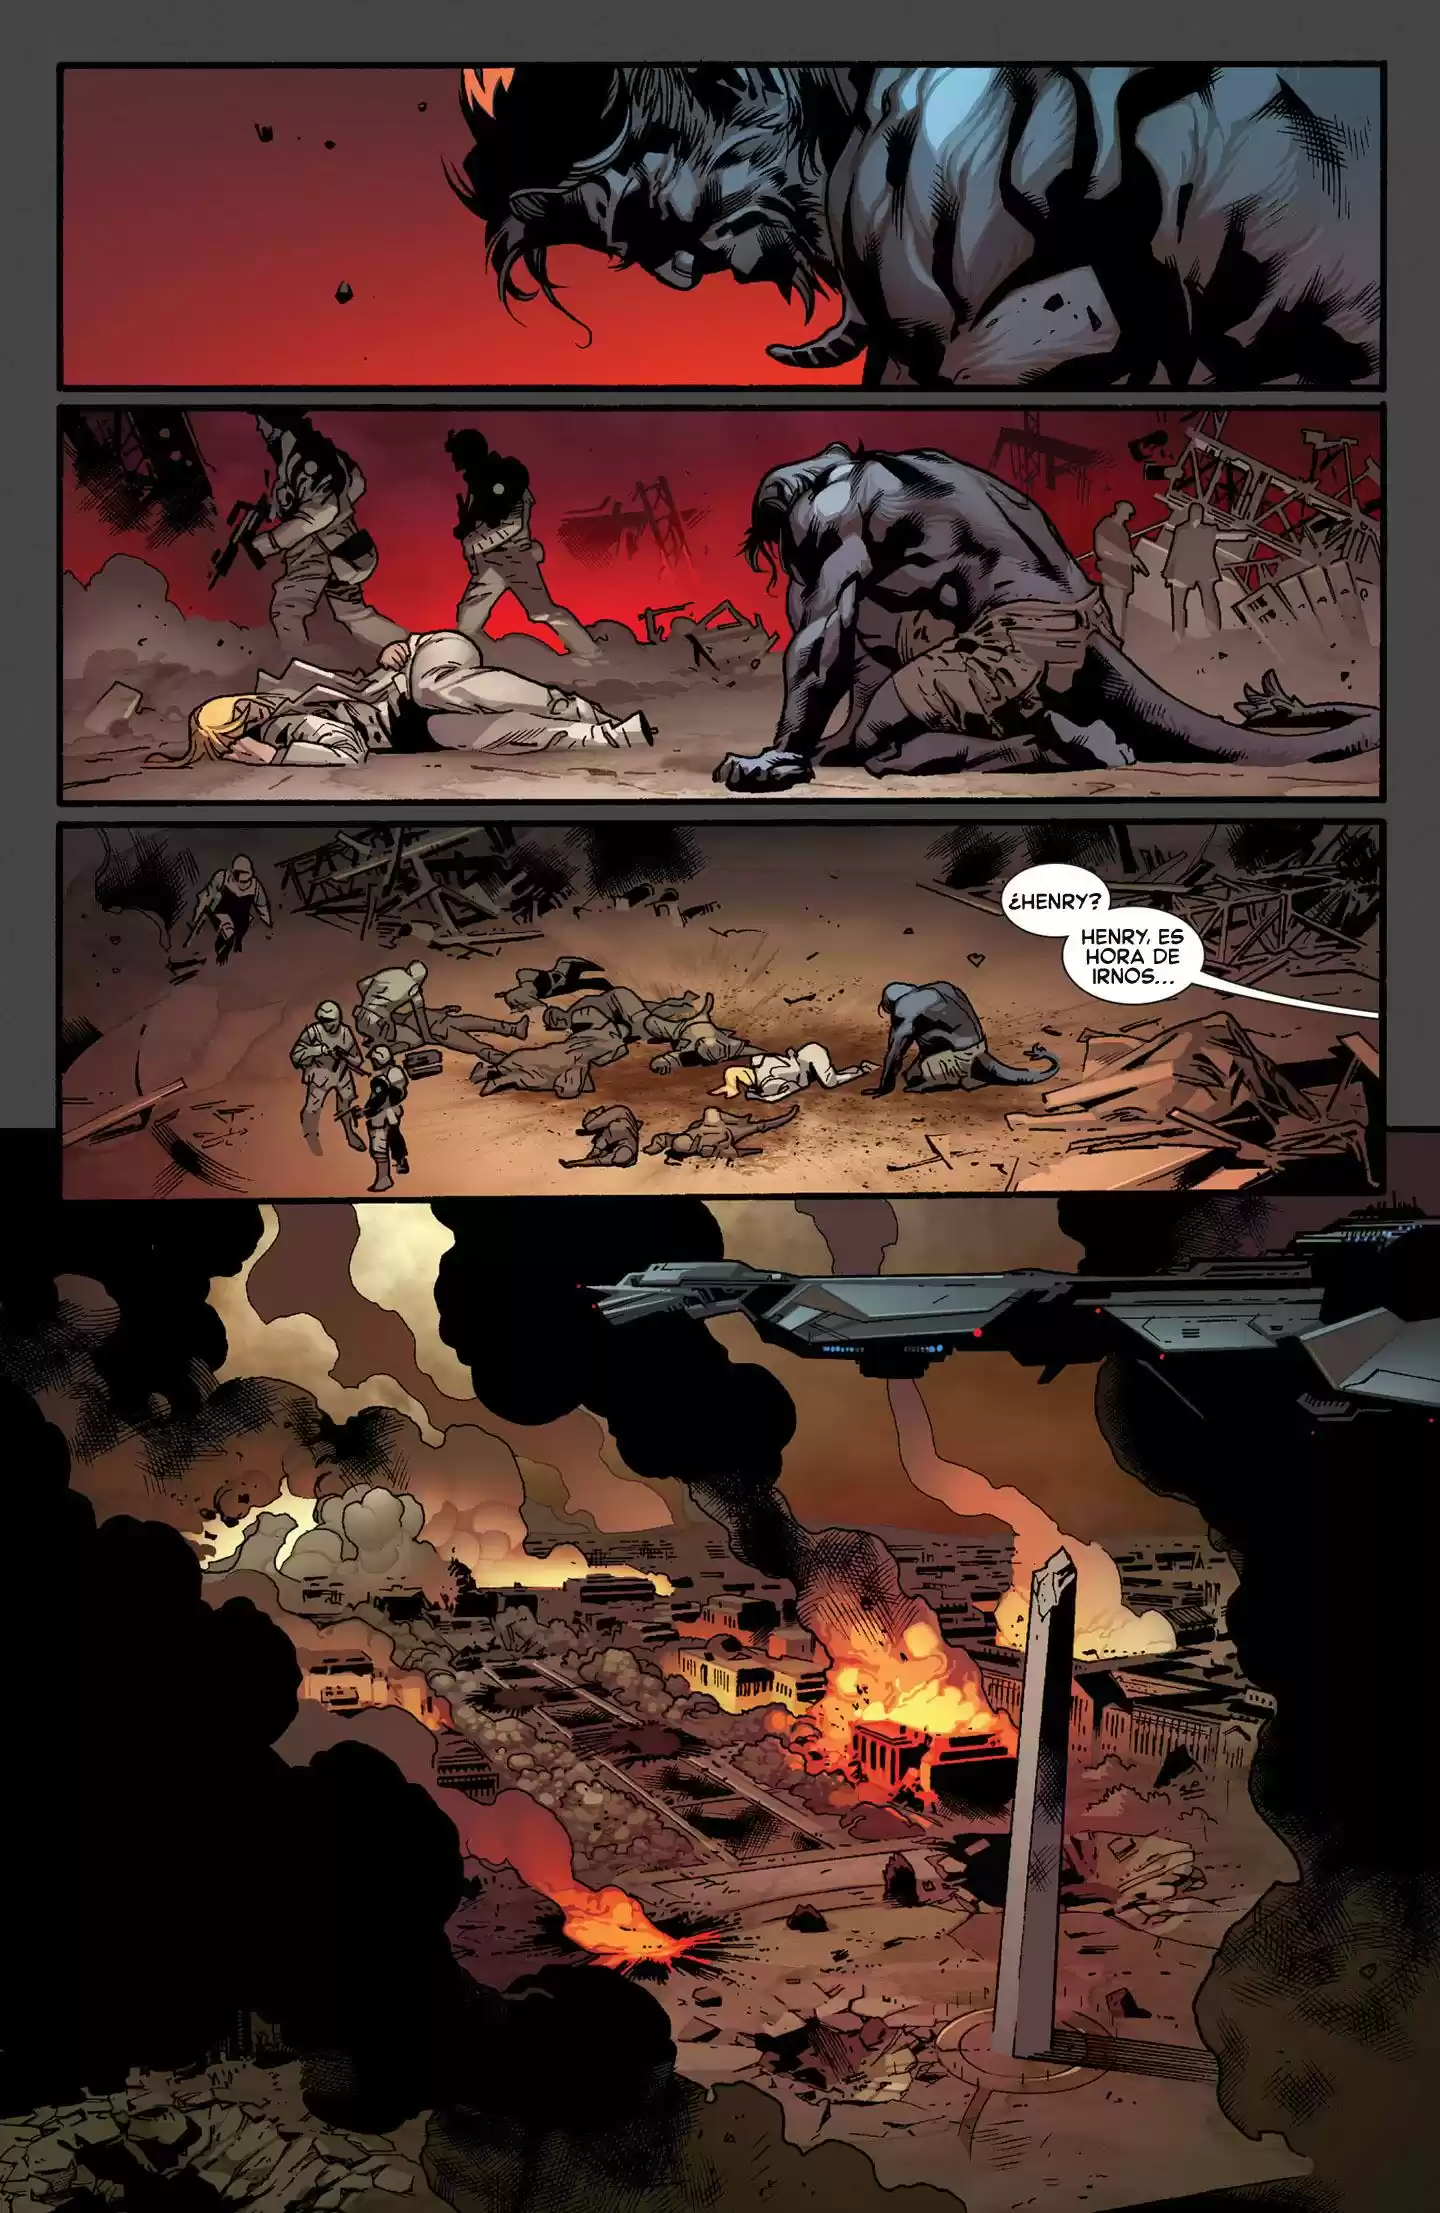 ¿HENRY?
HENRY, ES
HORA DE
IRNOS...